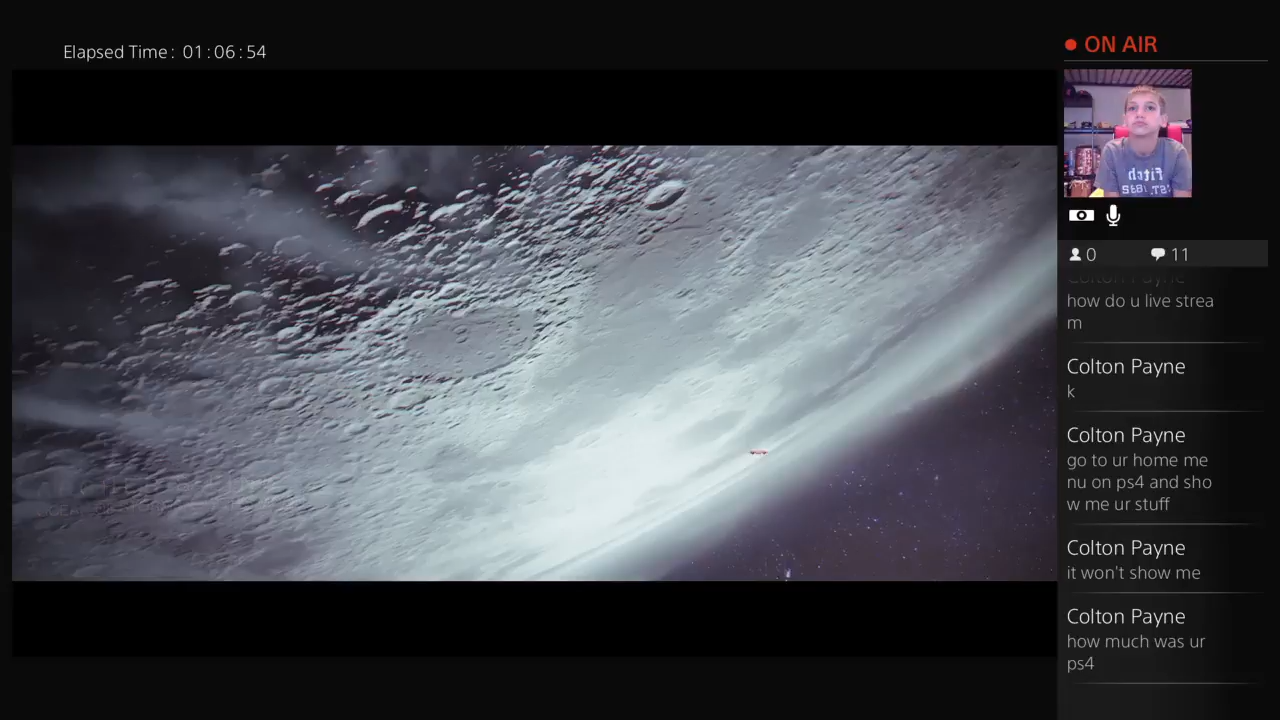 Elapsed Time: 01:06:54
ON AIR
0
11
Colton Payne
how do u live strea
m
Colton Payne
k
Colton Payne
go to ur home me
nu on ps4 and sho
w me ur stuff
Colton Payne
it won't show me
Colton Payne
how much was ur
ps4